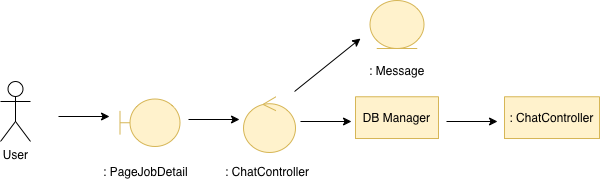 : Message
DB Manager
: ChatController
User
: PageJobDetail
: ChatController